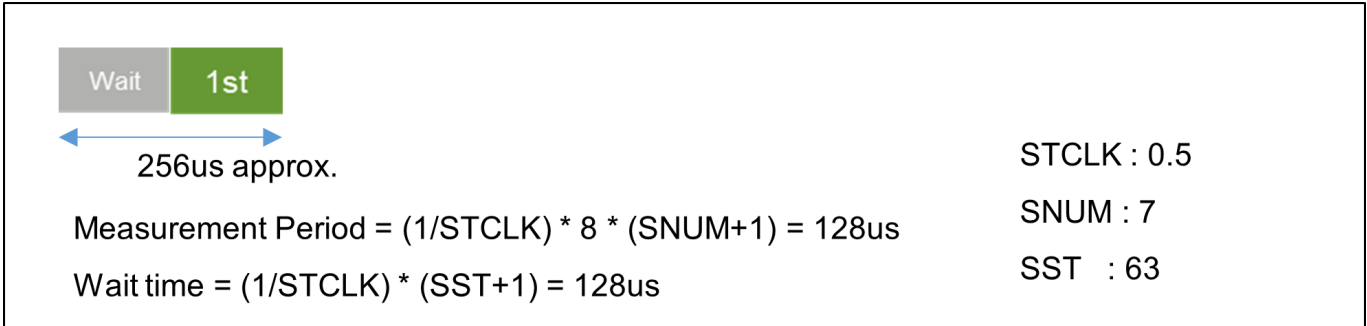 Wait 1st
256us approx.
STCLK : 0.5
Measurement Period = (1/STCLK) * 8 * (SNUM+1) = 128us
SNUM : 7
Wait time = (1/STCLK) * (SST+1) = 128us
SST : 63